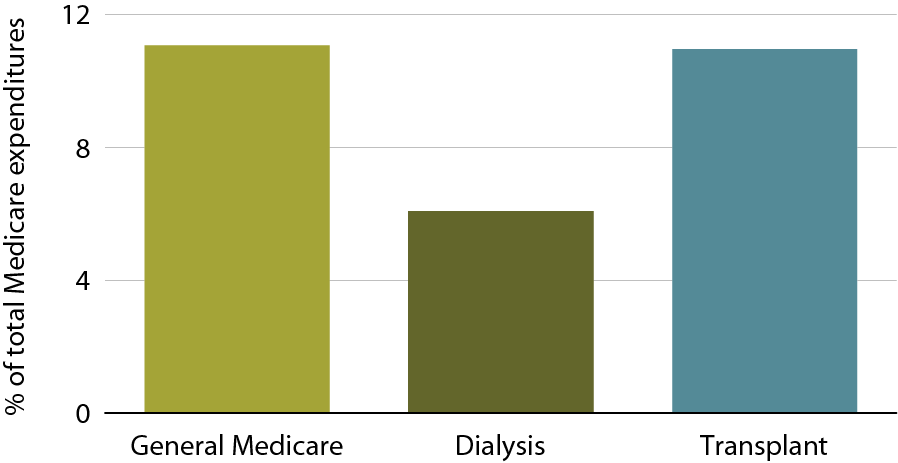 % of total Medicare expenditures
12
8
4
0
General Medicare
Dialysis
Transplant